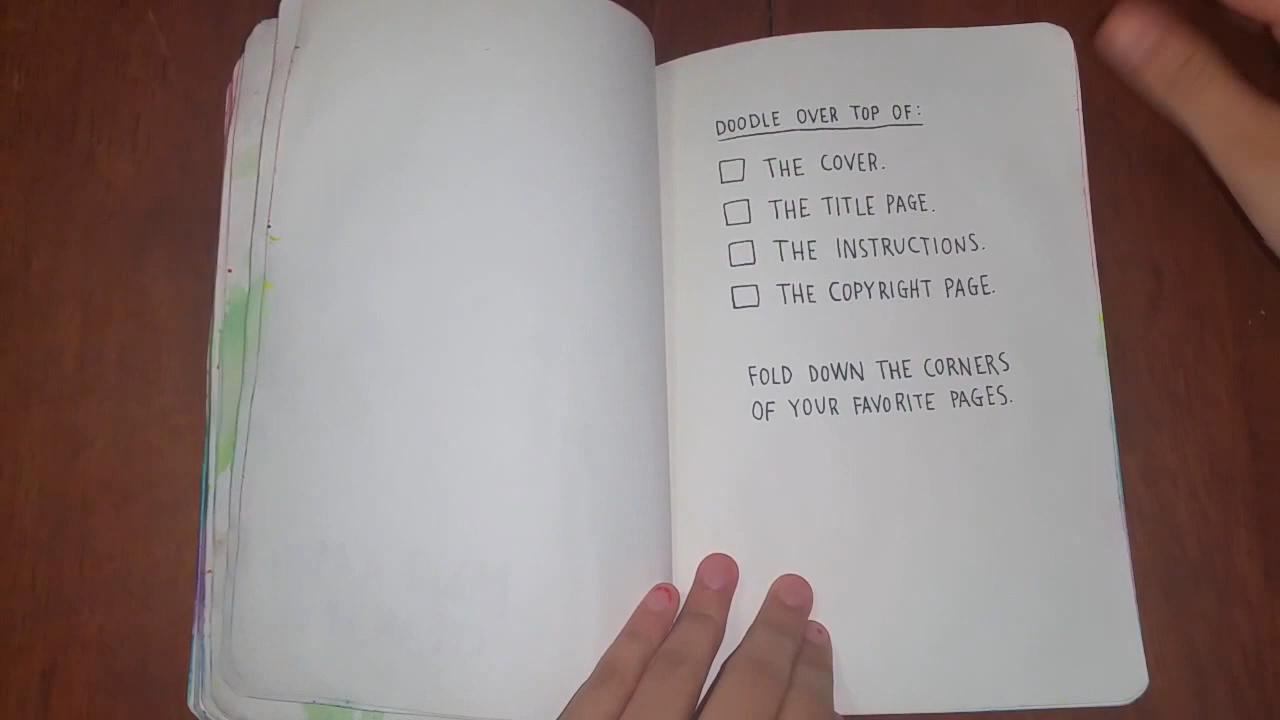 DOODLE OVER TOP OF:
THE COVER.
THE TITLE PAGE.
THE INSTRUCTIONS.
THE COPYRIGHT PAGE.
FOLD DOWN THE CORNERS
OF YOUR FAVORITE PAGES.